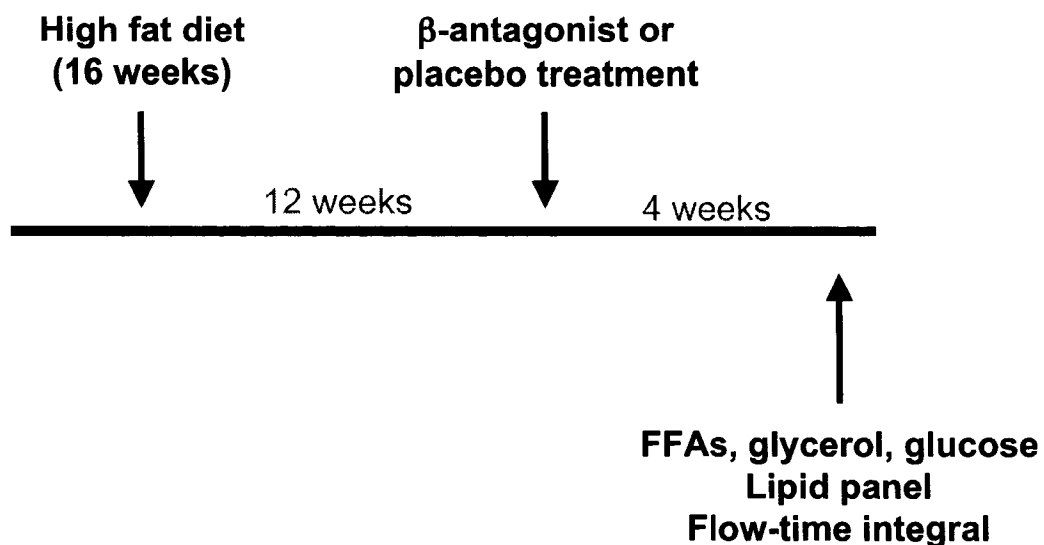 High fat diet
(16 weeks)
β-antagonist or
placebo treatment
12 weeks
4 weeks
FFAs, glycerol, glucose
Lipid panel
Flow-time integral